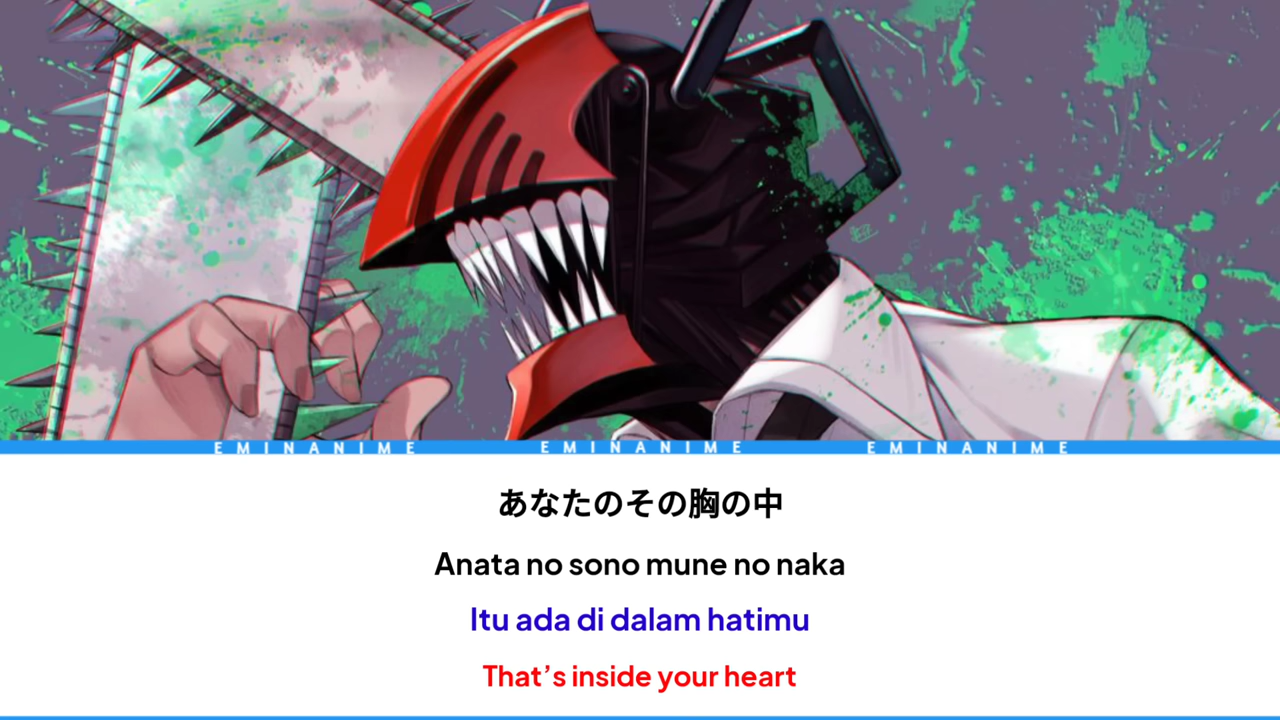 EMINANIME EMINANIME EMINANIME
あなたのその胸の中
Anata no sono mune no naka
Itu ada di dalam hatimu
That’s inside your heart